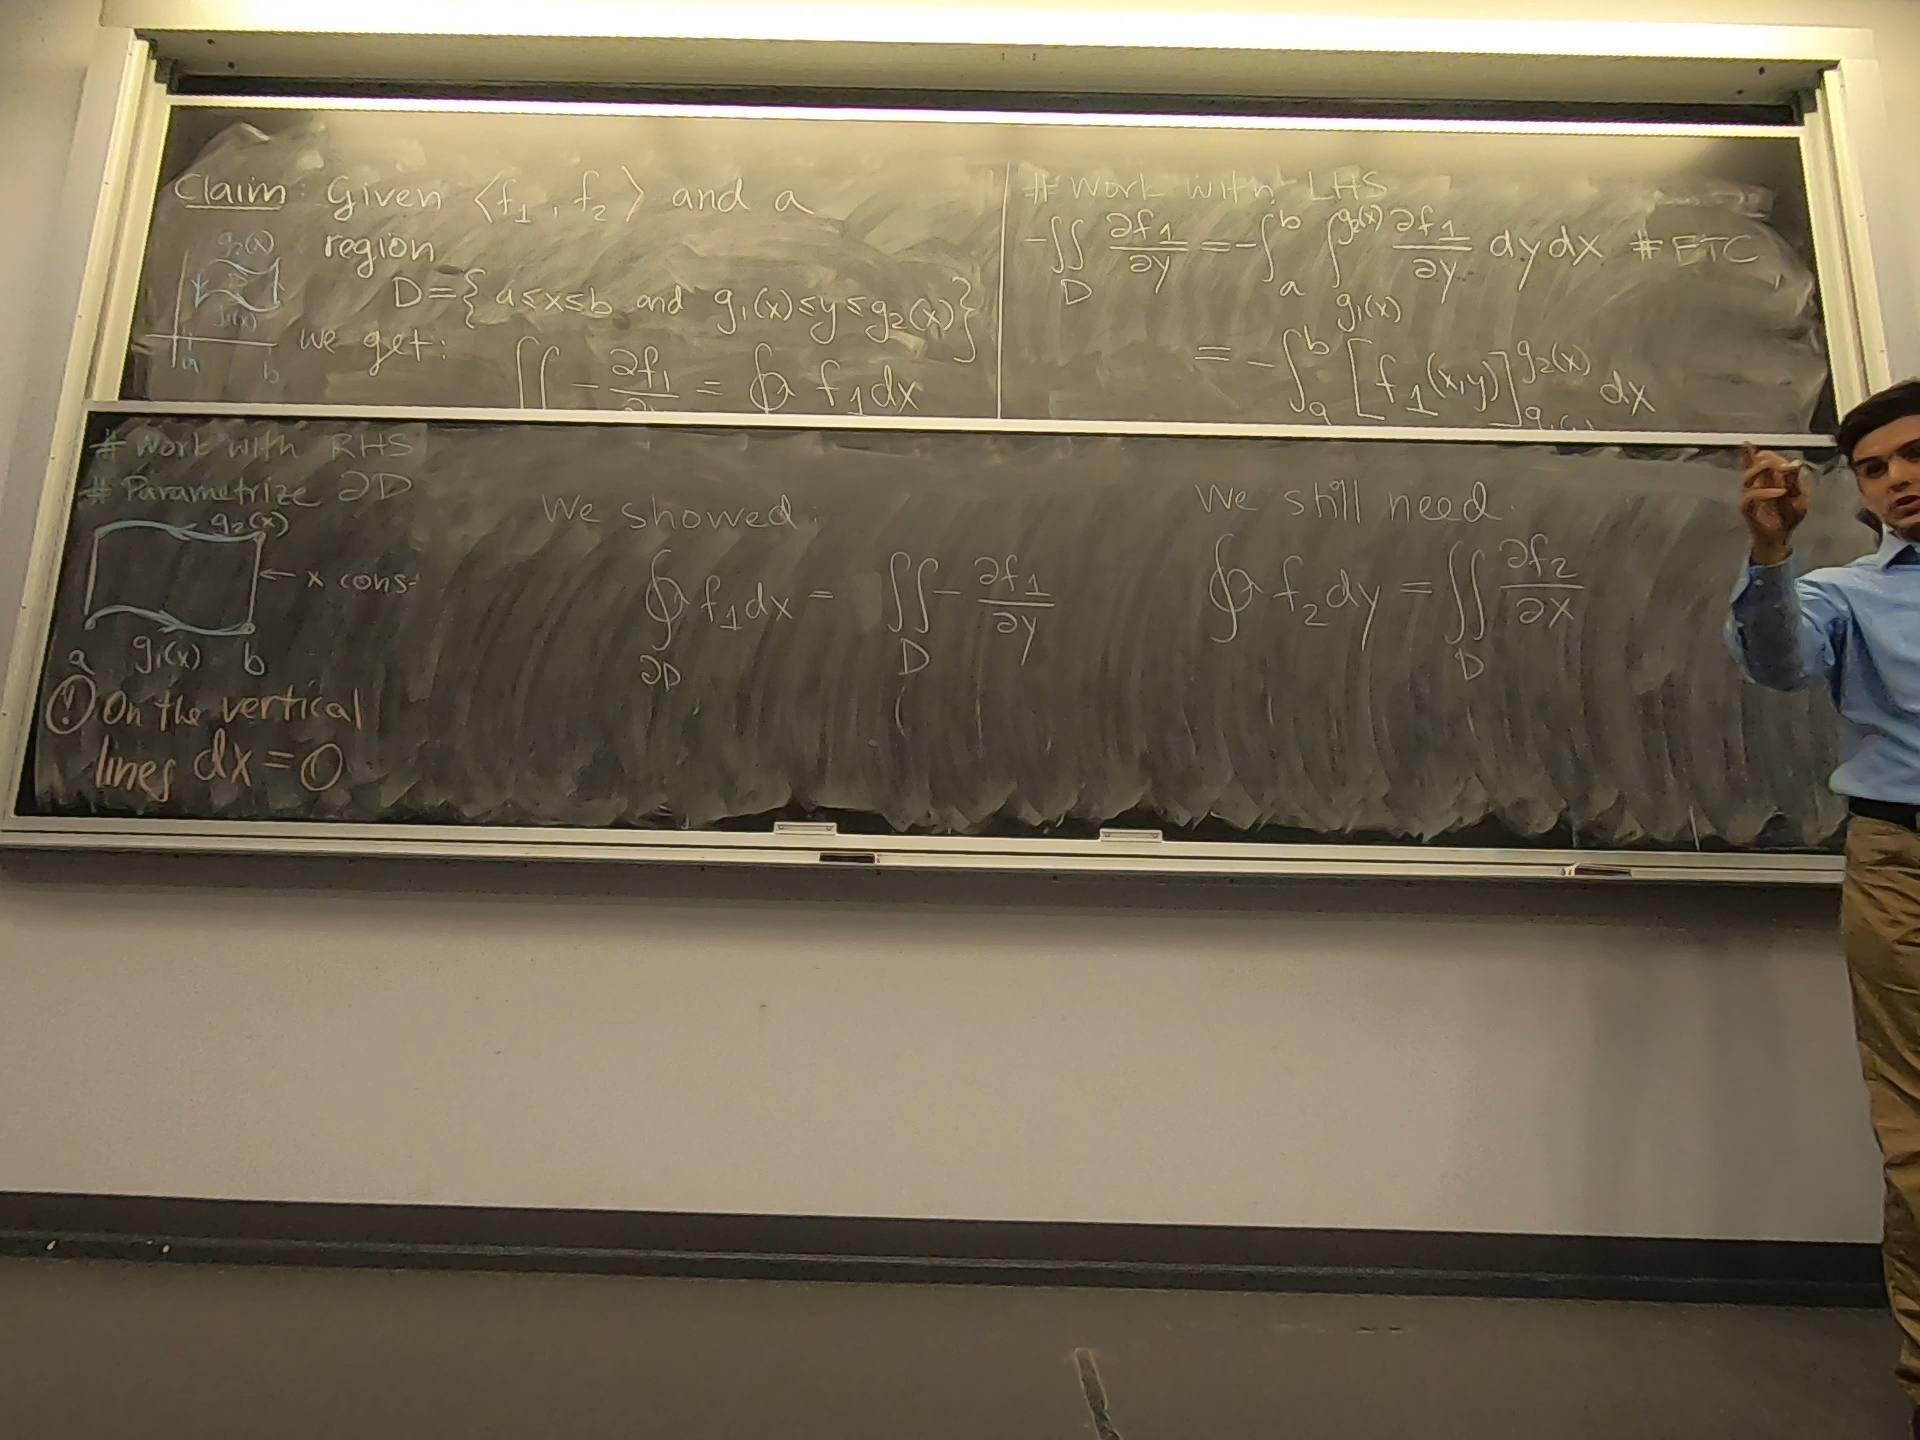 Claim: Given ⟨f₁, f₂⟩ and a
region
D={a≤x≤b and g₁(x)≤y≤g₂(x)}
we get:
∬ -∂f₁/∂y = ∮ f₁dx
g₂(x)
D
g₁(x)
a b
# Work with LHS
-∬_D ∂f₁/∂y = -∫_a^b ∫_{g₁(x)}^{g₂(x)} ∂f₁/∂y dydx # FTC
= -∫_a^b [f₁(x,y)]_{g₁(x)}^{g₂(x)} dx
# Work with RHS
# Parametrize ∂D
g₂(x)
← x cons
a g₁(x) b
! On the vertical
lines dx=0
We showed:
∮_{∂D} f₁dx = ∬_D -∂f₁/∂y
We still need:
∮ f₂dy = ∬_D ∂f₂/∂x